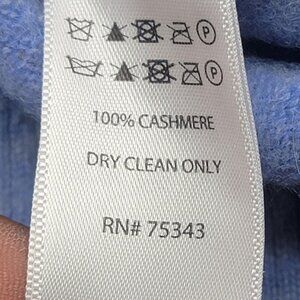 P
P
100% CASHMERE
DRY CLEAN ONLY
RN# 75343